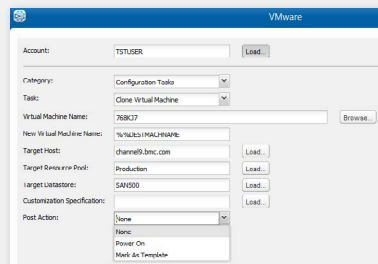 VMware
Account: TSTUSER Load...
Category: Configuration Tasks
Task: Clone Virtual Machine
Virtual Machine Name: 768KJ7 Browse...
New Virtual Machine Name: %%DESTMACHNAME
Target Host: channel9.bmc.com Load...
Target Resource Pool: Production Load...
Target Datastore: SAN500 Load...
Customization Specification: Load...
Post Action: None
None
Power On
Mark As Template